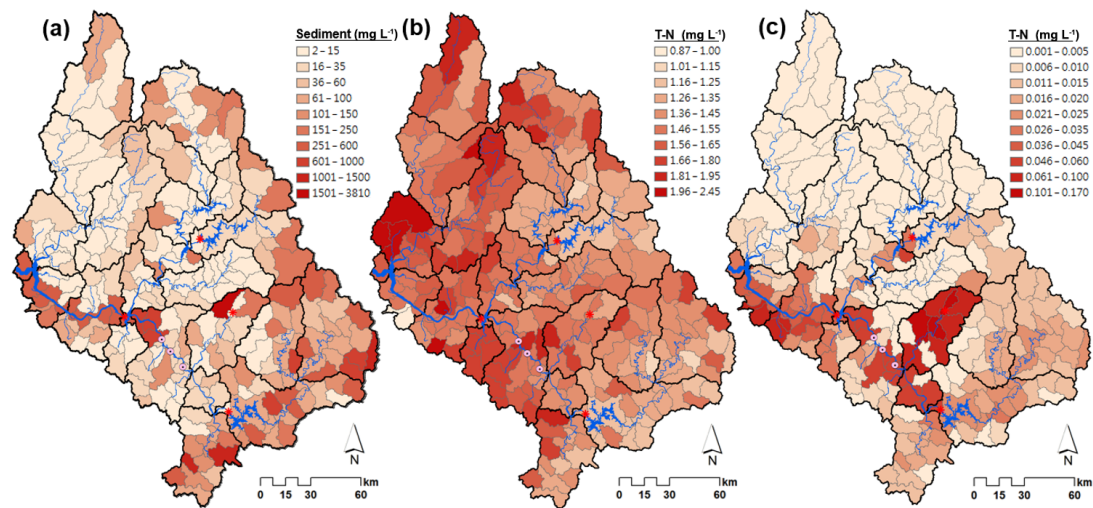 (a)
Sediment (mg L-1)
2 – 15
16 – 35
36 – 60
61 – 100
101 – 150
151 – 250
251 – 600
601 – 1000
1001 – 1500
1501 – 3810
N
km
0 15 30 60
(b)
T-N (mg L-1)
0.87 – 1.00
1.01 – 1.15
1.16 – 1.25
1.26 – 1.35
1.36 – 1.45
1.46 – 1.55
1.56 – 1.65
1.66 – 1.80
1.81 – 1.95
1.96 – 2.45
N
km
0 15 30 60
(c)
T-N (mg L-1)
0.001 – 0.005
0.006 – 0.010
0.011 – 0.015
0.016 – 0.020
0.021 – 0.025
0.026 – 0.035
0.036 – 0.045
0.046 – 0.060
0.061 – 0.100
0.101 – 0.170
N
km
0 15 30 60